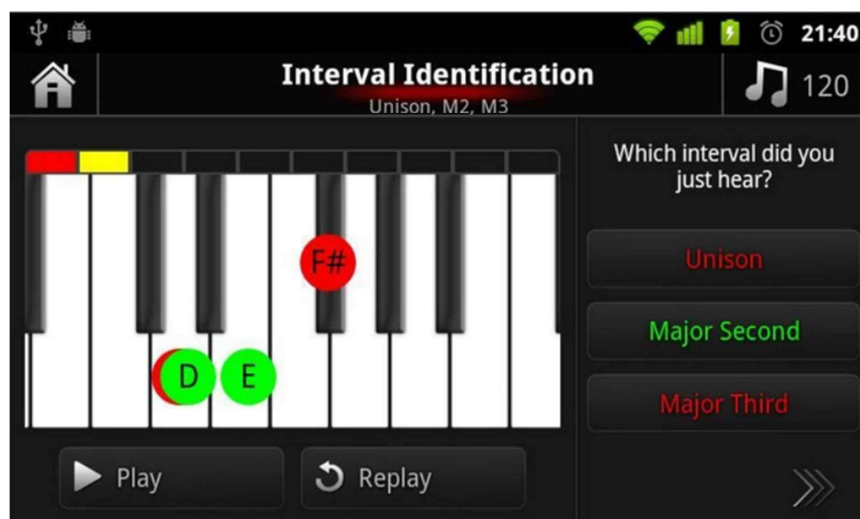 21:40
Interval Identification
Unison, M2, M3
120
Which interval did you
just hear?
F#
D
E
Unison
Major Second
Major Third
Play
Replay